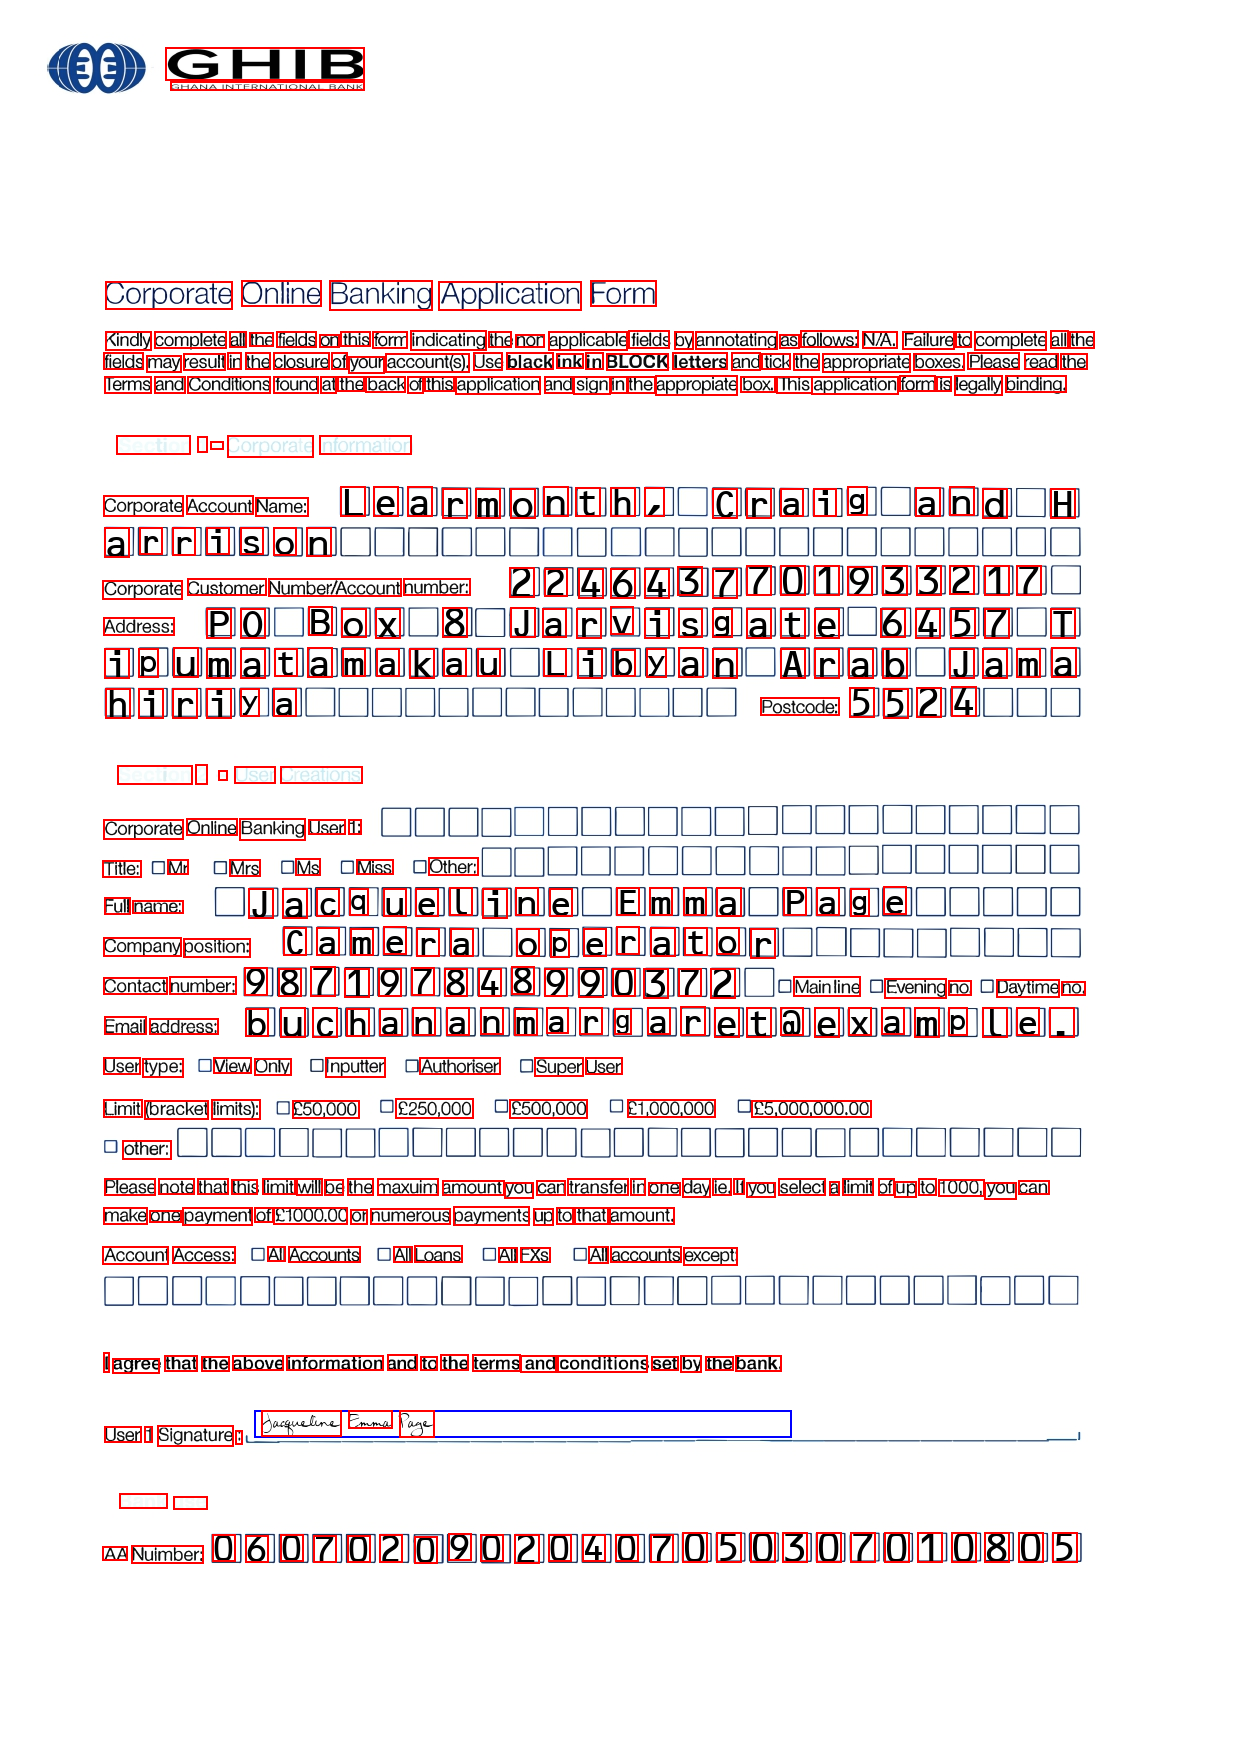 GHIB
GHANA INTERNATIONAL BANK
Corporate Online Banking Application Form
Kindly complete all the fields on this form indicating the non applicable fields by annotating as follows: N/A. Failure to complete all the
fields may result in the closure of your account(s). Use black ink in BLOCK letters and tick the appropriate boxes. Please read the
Terms and Conditions found at the back of this application and sign in the appropiate box. This application form is legally binding.
Section - Corporate Information
Corporate Account Name: Learmonth, Craig and H
arrison
Corporate Customer Number/Account number: 2246437701933217
Address: PO Box 8 Jarvisgate 6457 T
ipumatamakau Libyan Arab Jama
hiriya Postcode: 5524
Section - User Creations
Corporate Online Banking User 1:
Title: Mr Mrs Ms Miss Other:
Full name: Jacqueline Emma Page
Company position: Camera operator
Contact number: 987197848990372 Main line Evening no Daytime no.
Email address: buchananmargaret@example.
User type: View Only Inputter Authoriser Super User
Limit (bracket limits): £50,000 £250,000 £500,000 £1,000,000 £5,000,000.00
other:
Please note that this limit will be the maxuim amount you can transfer in one day ie. If you select a limit of up to 1000, you can
make one payment of £1000.00 or numerous payments up to that amount.
Account Access: All Accounts All Loans All FXs All accounts except
I agree that the above information and to the terms and conditions set by the bank.
User 1 Signature: Jacqueline Emma Page
AA Nuimber: 06070209020407050307010805